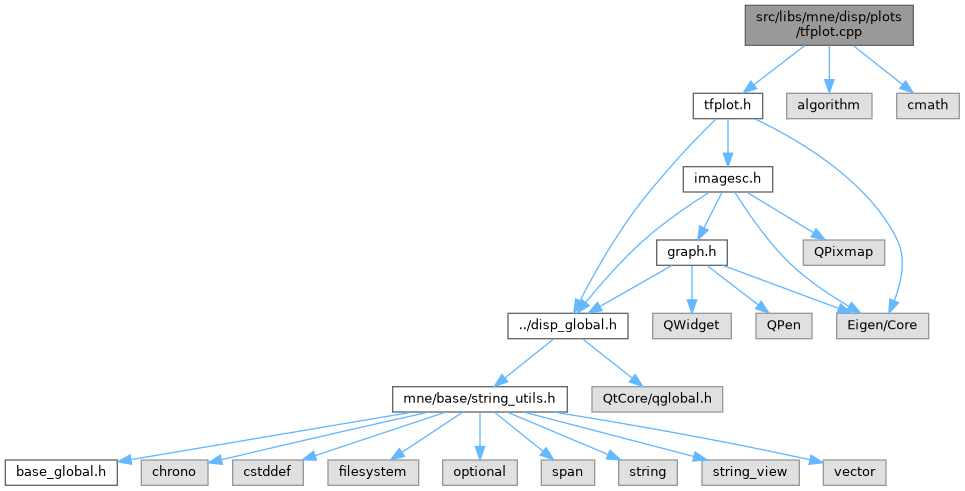 src/libs/mne/disp/plots
/tfplot.cpp
tfplot.h
algorithm
cmath
imagesc.h
graph.h
QPixmap
../disp_global.h
QWidget
QPen
Eigen/Core
mne/base/string_utils.h
QtCore/qglobal.h
base_global.h
chrono
cstddef
filesystem
optional
span
string
string_view
vector